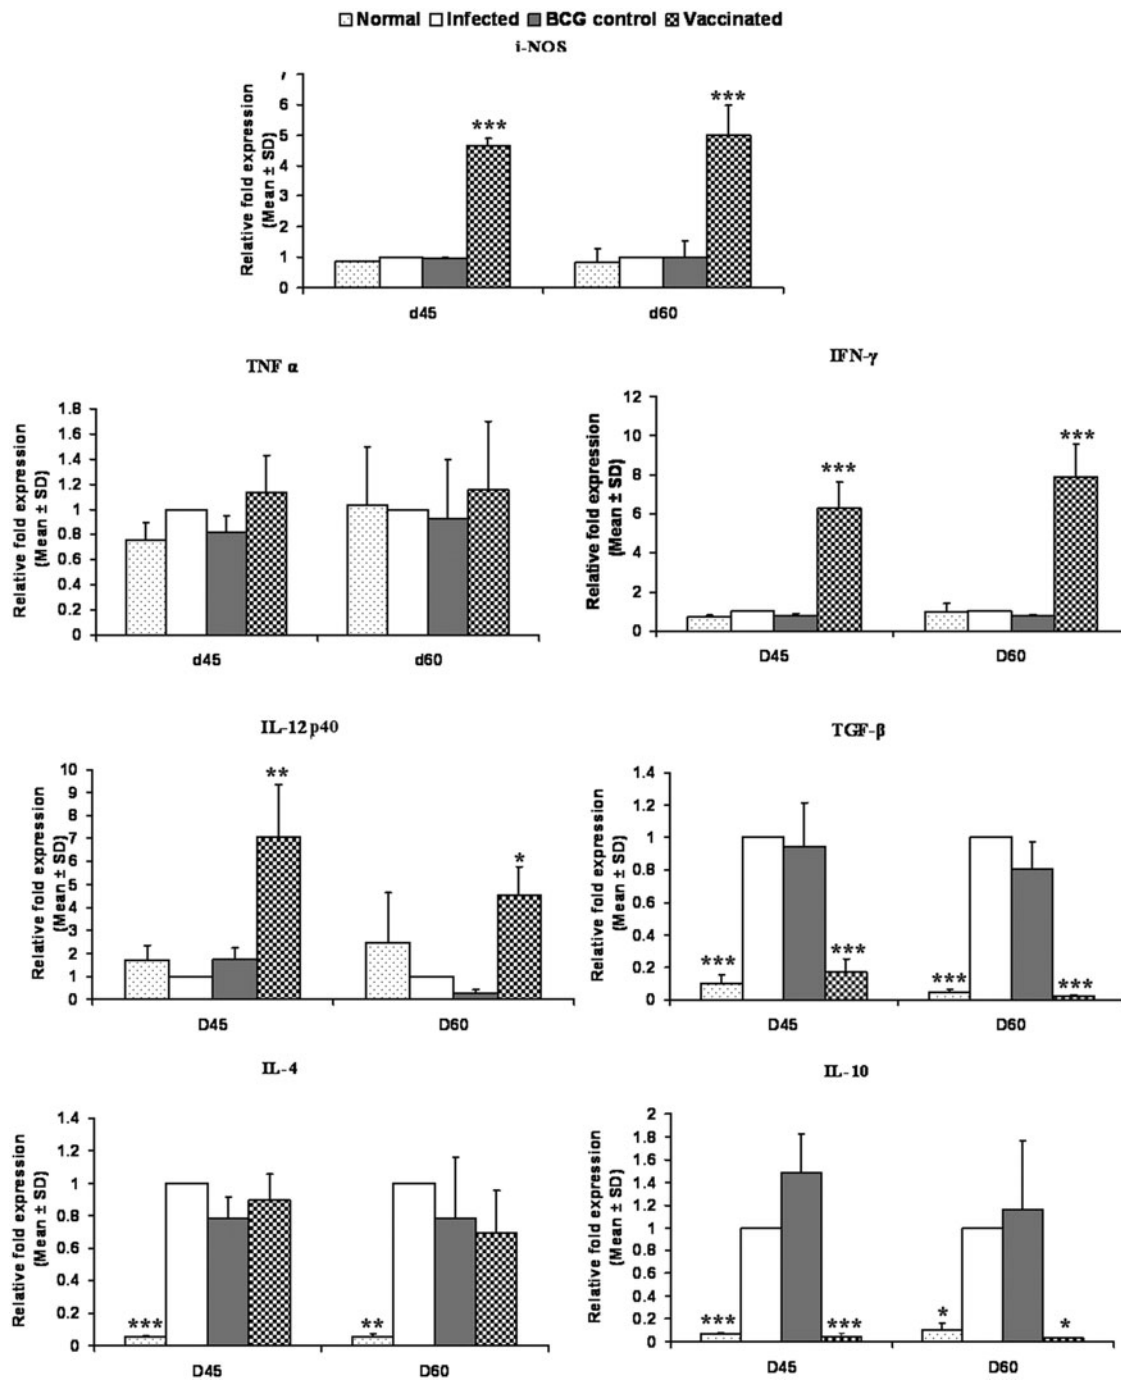 Normal Infected BCG control Vaccinated
i-NOS
Relative fold expression
(Mean ± SD)
7
6
5
4
3
2
1
0
***
***
d45 d60
TNF α
Relative fold expression
(Mean ± SD)
1.8
1.6
1.4
1.2
1
0.8
0.6
0.4
0.2
0
d45 d60
IFN-γ
Relative fold expression
(Mean ± SD)
12
10
8
6
4
2
0
***
***
D45 D60
IL-12 p40
Relative fold expression
(Mean ± SD)
10
9
8
7
6
5
4
3
2
1
0
**
*
D45 D60
TGF-β
Relative fold expression
(Mean ± SD)
1.4
1.2
1
0.8
0.6
0.4
0.2
0
*** *** *** ***
D45 D60
IL-4
Relative fold expression
(Mean ± SD)
1.4
1.2
1
0.8
0.6
0.4
0.2
0
*** **
D45 D60
IL-10
Relative fold expression
(Mean ± SD)
2
1.8
1.6
1.4
1.2
1
0.8
0.6
0.4
0.2
0
*** *** * *
D45 D60